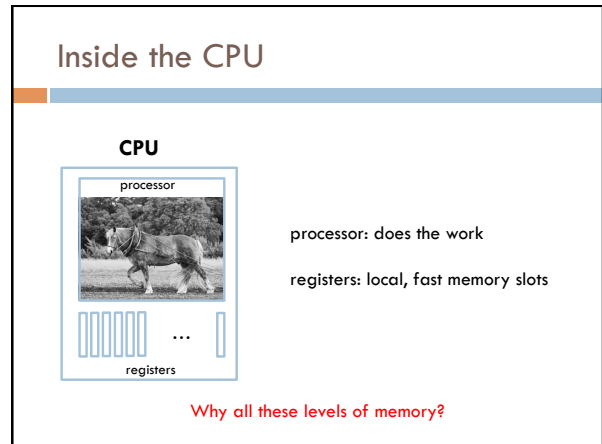 Inside the CPU
CPU
processor
processor: does the work
registers: local, fast memory slots
...
registers
Why all these levels of memory?